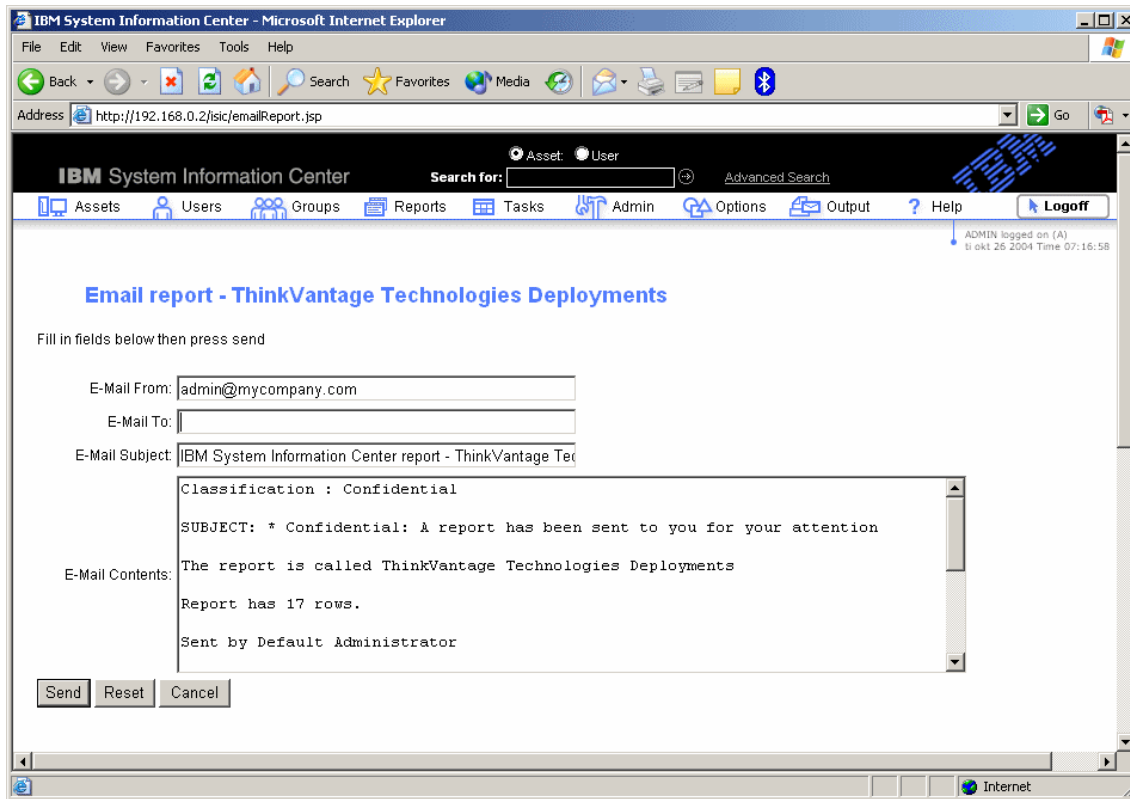 IBM System Information Center - Microsoft Internet Explorer
File Edit View Favorites Tools Help
Back Search Favorites Media
Address http://192.168.0.2/isic/emailReport.jsp Go
Asset: User
IBM System Information Center Search for: Advanced Search
IBM
Assets Users Groups Reports Tasks Admin Options Output ? Help Logoff
ADMIN logged on (A)
ti okt 26 2004 Time 07:16:58
Email report - ThinkVantage Technologies Deployments
Fill in fields below then press send
E-Mail From: admin@mycompany.com
E-Mail To:
E-Mail Subject: IBM System Information Center report - ThinkVantage Tec
Classification : Confidential
SUBJECT: * Confidential: A report has been sent to you for your attention
E-Mail Contents: The report is called ThinkVantage Technologies Deployments
Report has 17 rows.
Sent by Default Administrator
Send Reset Cancel
Internet